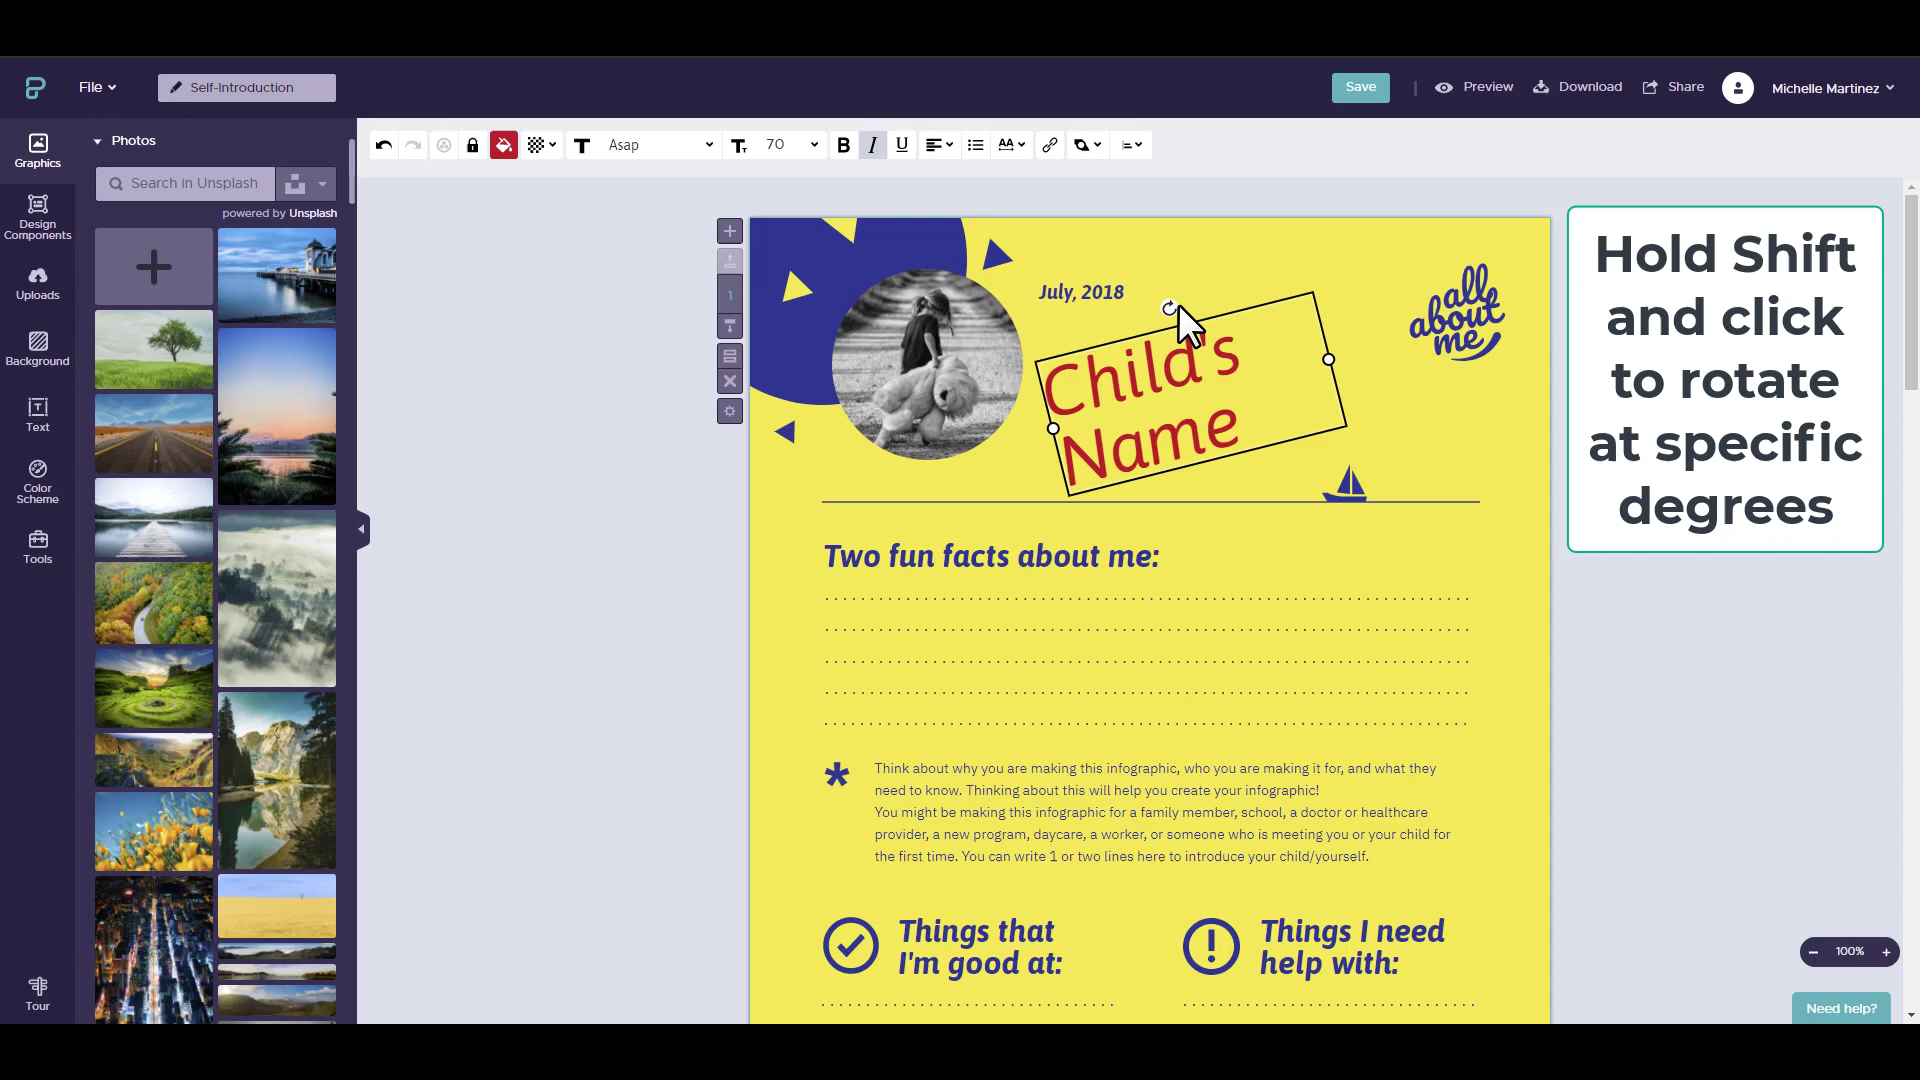 File
Self-Introduction
Save
Preview
Download
Share
Michelle Martinez
Graphics
Design
Components
Uploads
Background
Text
Color
Scheme
Tools
Tour
Photos
Search in Unsplash
powered by Unsplash
Asap
70
B
I
U
AA
1
July, 2018
Child's
Name
all
about
me
Two fun facts about me:
*
Think about why you are making this infographic, who you are making it for, and what they
need to know. Thinking about this will help you create your infographic!
You might be making this infographic for a family member, school, a doctor or healthcare
provider, a new program, daycare, a worker, or someone who is meeting you or your child for
the first time. You can write 1 or two lines here to introduce your child/yourself.
Things that
I'm good at:
Things I need
help with:
Hold Shift
and click
to rotate
at specific
degrees
100%
Need help?